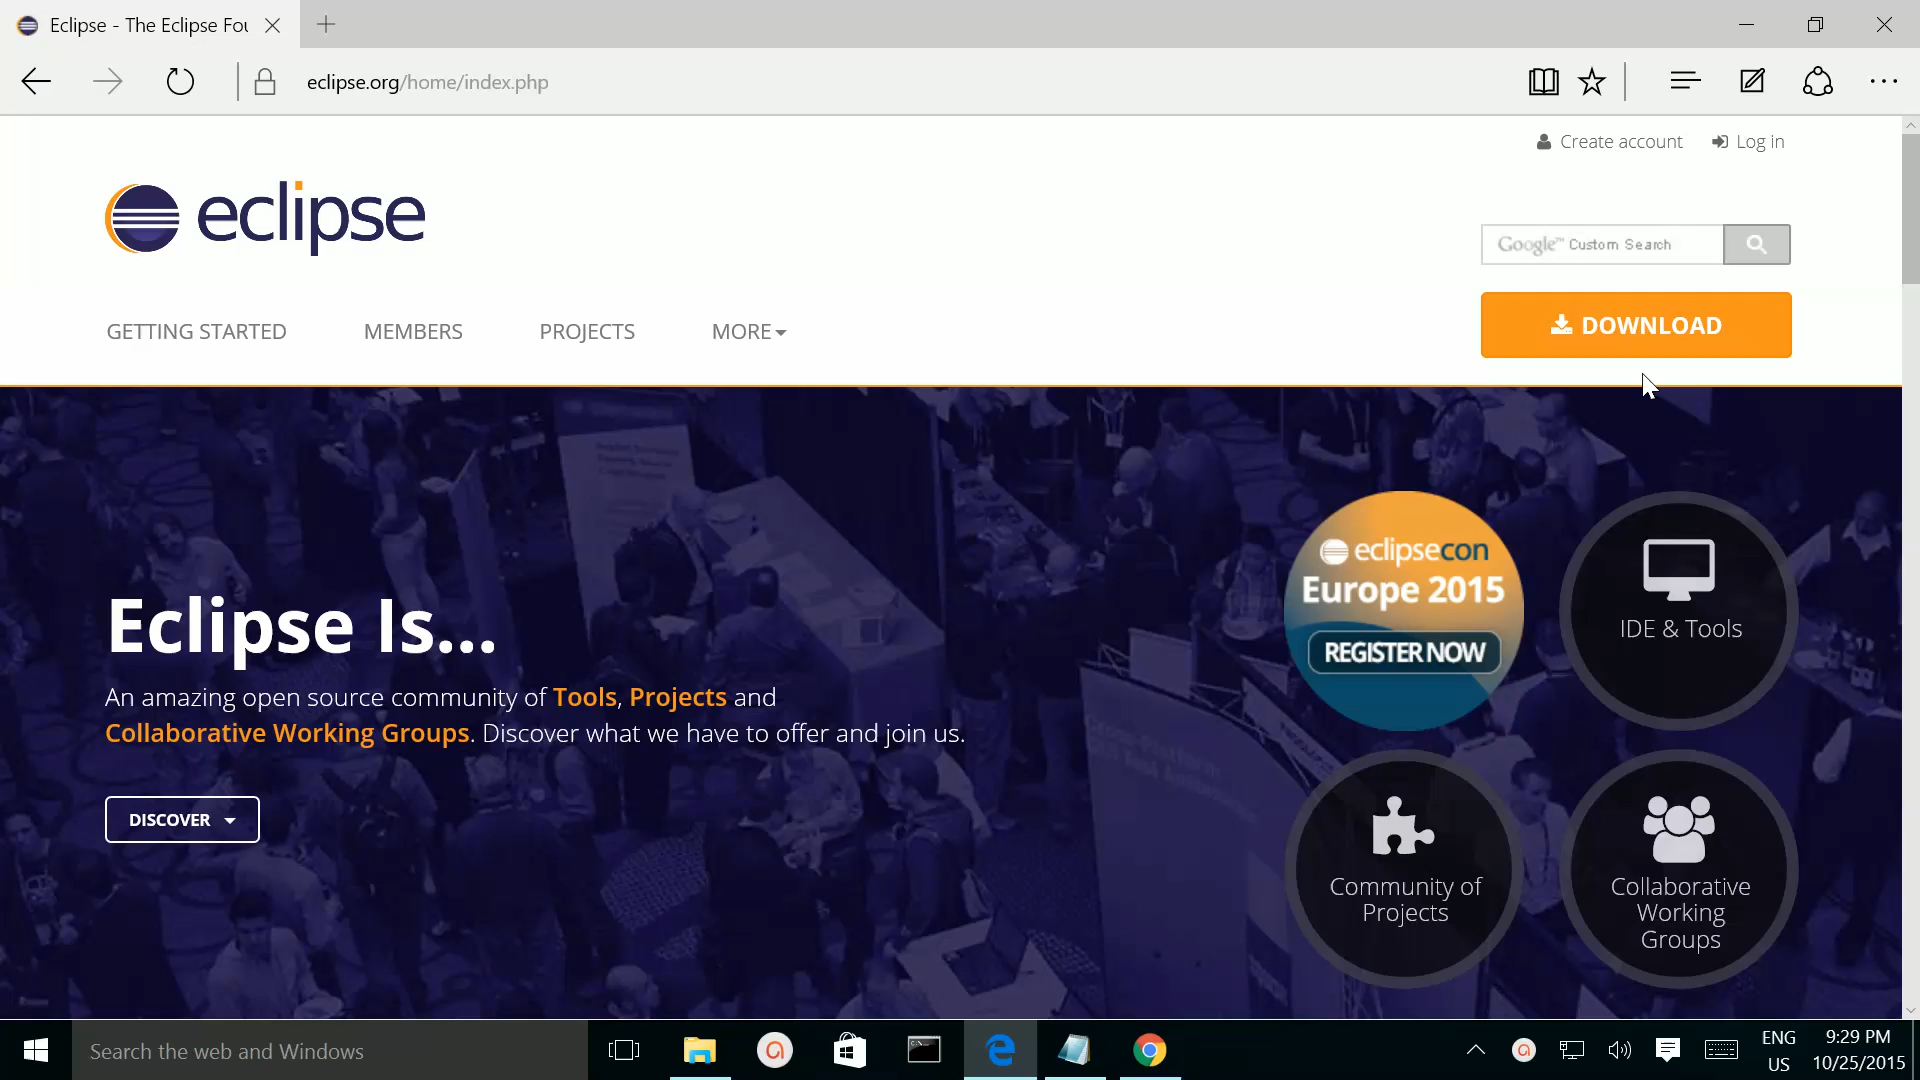 Eclipse - The Eclipse Fou
eclipse.org/home/index.php
Create account
Log in
eclipse
Google™ Custom Search
GETTING STARTED
MEMBERS
PROJECTS
MORE
DOWNLOAD
Eclipse Is...
An amazing open source community of Tools, Projects and
Collaborative Working Groups. Discover what we have to offer and join us.
DISCOVER
eclipsecon
Europe 2015
REGISTER NOW
IDE & Tools
Community of
Projects
Collaborative
Working
Groups
Search the web and Windows
ENG
US
9:29 PM
10/25/2015